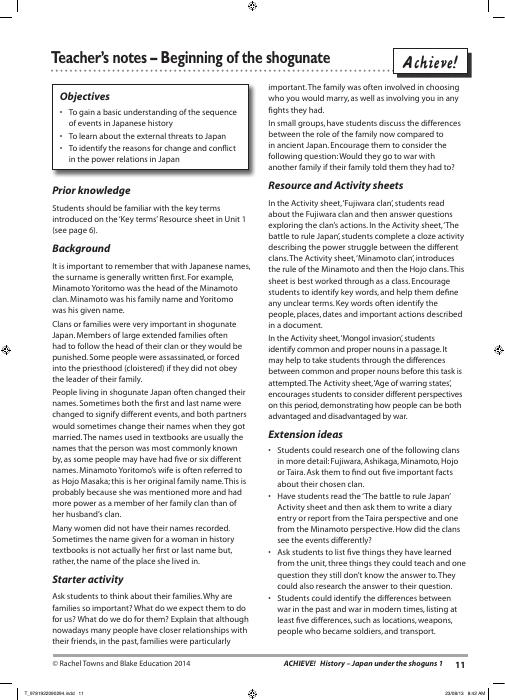 Teacher's notes – Beginning of the shogunate
Achieve!
Objectives
• To gain a basic understanding of the sequence
of events in Japanese history
• To learn about the external threats to Japan
• To identify the reasons for change and conflict
in the power relations in Japan
Prior knowledge
Students should be familiar with the key terms
introduced on the 'Key terms' Resource sheet in Unit 1
(see page 6).
Background
It is important to remember that with Japanese names,
the surname is generally written first. For example,
Minamoto Yoritomo was the head of the Minamoto
clan. Minamoto was his family name and Yoritomo
was his given name.
Clans or families were very important in shogunate
Japan. Members of large extended families often
had to follow the head of their clan or they would be
punished. Some people were assassinated, or forced
into the priesthood (cloistered) if they did not obey
the leader of their family.
People living in shogunate Japan often changed their
names. Sometimes both the first and last name were
changed to signify different events, and both partners
would sometimes change their names when they got
married. The names used in textbooks are usually the
names that the person was most commonly known
by, as some people may have had five or six different
names. Minamoto Yoritomo's wife is often referred to
as Hojo Masaka; this is her original family name. This is
probably because she was mentioned more and had
more power as a member of her family clan than of
her husband's clan.
Many women did not have their names recorded.
Sometimes the name given for a woman in history
textbooks is not actually her first or last name but,
rather, the name of the place she lived in.
Starter activity
Ask students to think about their families. Why are
families so important? What do we expect them to do
for us? What do we do for them? Explain that although
nowadays many people have closer relationships with
their friends, in the past, families were particularly
important. The family was often involved in choosing
who you would marry, as well as involving you in any
fights they had.
In small groups, have students discuss the differences
between the role of the family now compared to
in ancient Japan. Encourage them to consider the
following question: Would they go to war with
another family if their family told them they had to?
Resource and Activity sheets
In the Activity sheet, 'Fujiwara clan', students read
about the Fujiwara clan and then answer questions
exploring the clan's actions. In the Activity sheet, 'The
battle to rule Japan', students complete a cloze activity
describing the power struggle between the different
clans. The Activity sheet, 'Minamoto clan', introduces
the rule of the Minamoto and then the Hojo clans. This
sheet is best worked through as a class. Encourage
students to identify key words, and help them define
any unclear terms. Key words often identify the
people, places, dates and important actions described
in a document.
In the Activity sheet, 'Mongol invasion', students
identify common and proper nouns in a passage. It
may help to take students through the differences
between common and proper nouns before this task is
attempted. The Activity sheet, 'Age of warring states',
encourages students to consider different perspectives
on this period, demonstrating how people can be both
advantaged and disadvantaged by war.
Extension ideas
• Students could research one of the following clans
in more detail: Fujiwara, Ashikaga, Minamoto, Hojo
or Taira. Ask them to find out five important facts
about their chosen clan.
• Have students read the 'The battle to rule Japan'
Activity sheet and then ask them to write a diary
entry or report from the Taira perspective and one
from the Minamoto perspective. How did the clans
see the events differently?
• Ask students to list five things they have learned
from the unit, three things they could teach and one
question they still don't know the answer to. They
could also research the answer to their question.
• Students could identify the differences between
war in the past and war in modern times, listing at
least five differences, such as locations, weapons,
people who became soldiers, and transport.
© Rachel Towns and Blake Education 2014
ACHIEVE! History – Japan under the shoguns 1 11
T_9781922090294.indd 11
23/08/13 8:42 AM